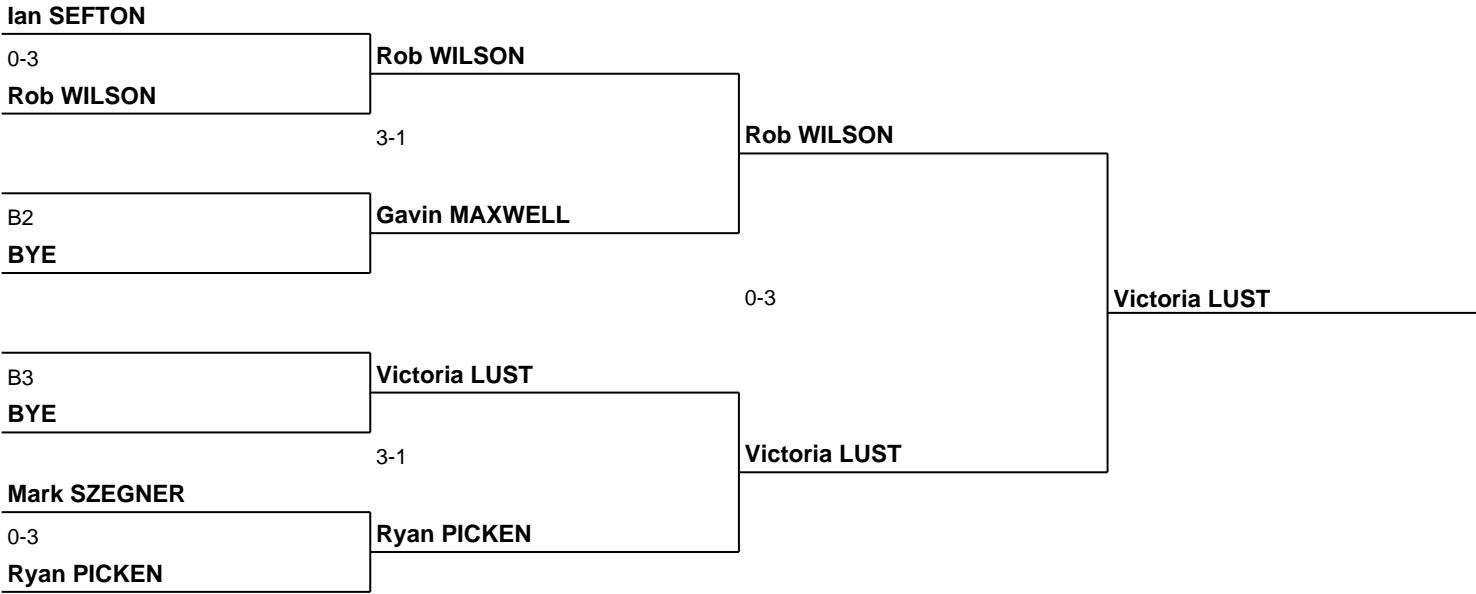 Ian SEFTON
0-3
Rob WILSON
Rob WILSON
3-1
Rob WILSON
B2
Gavin MAXWELL
BYE
0-3
Victoria LUST
B3
Victoria LUST
BYE
3-1
Victoria LUST
Mark SZEGNER
0-3
Ryan PICKEN
Ryan PICKEN